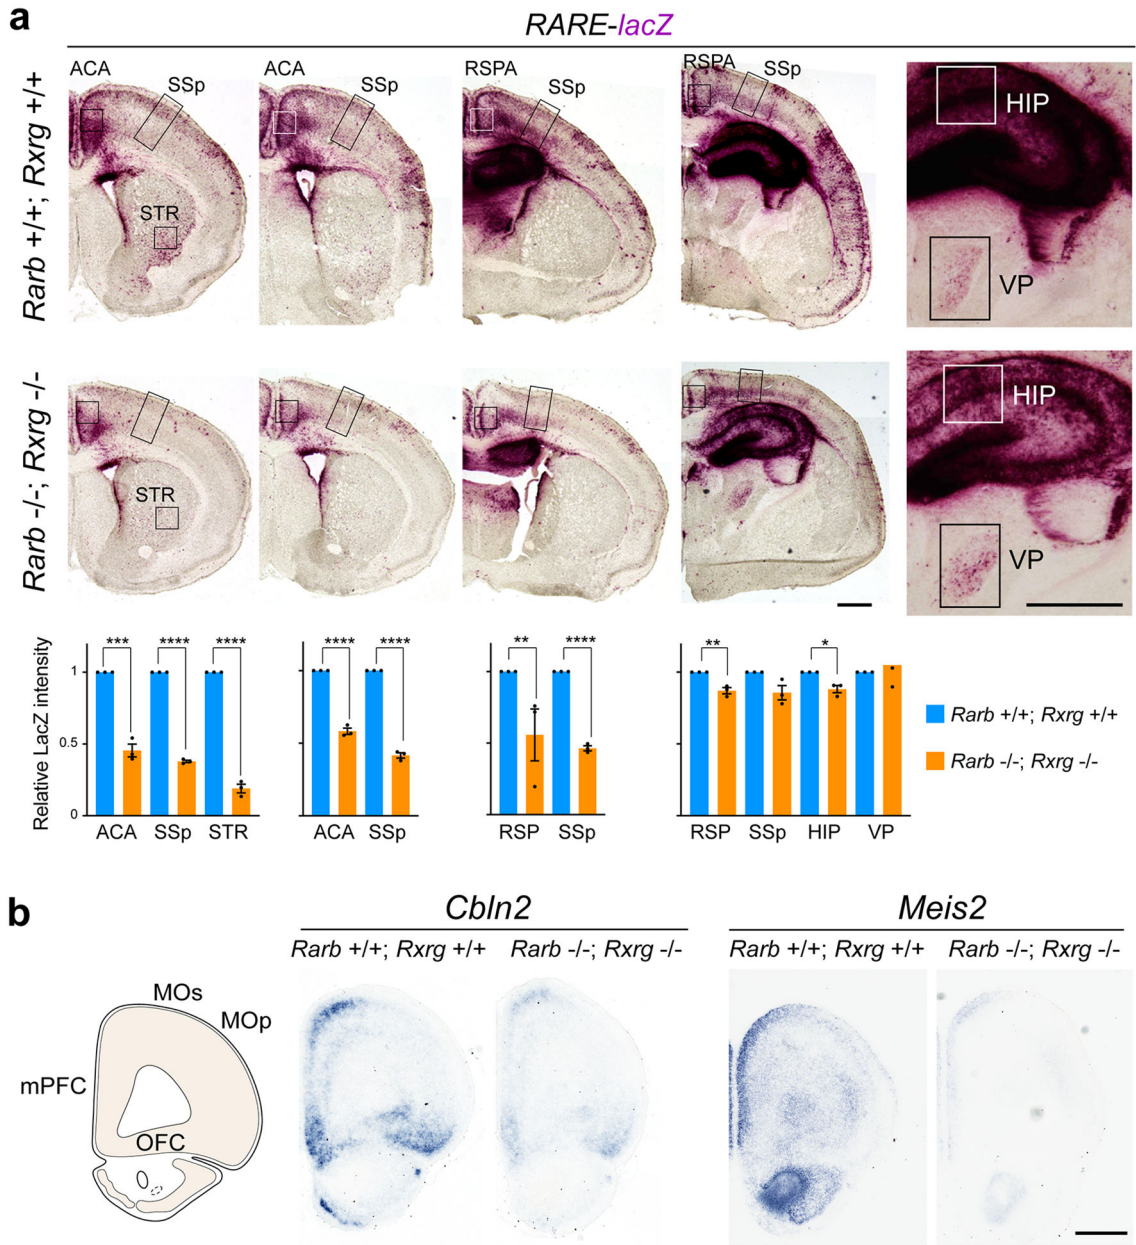 a
RARE-lacZ
Rarb +/+; Rxrg +/+
ACA
SSp
STR
ACA
SSp
RSPA
SSp
RSPA
SSp
HIP
VP
Rarb -/-; Rxrg -/-
STR
HIP
VP
Relative LacZ intensity
1
0.5
0
*** **** ****
ACA SSp STR
**** ****
ACA SSp
** ****
RSP SSp
** *
RSP SSp HIP VP
Rarb +/+; Rxrg +/+
Rarb -/-; Rxrg -/-
b
Cbln2
Meis2
Rarb +/+; Rxrg +/+ Rarb -/-; Rxrg -/-
Rarb +/+; Rxrg +/+ Rarb -/-; Rxrg -/-
MOs
MOp
mPFC
OFC